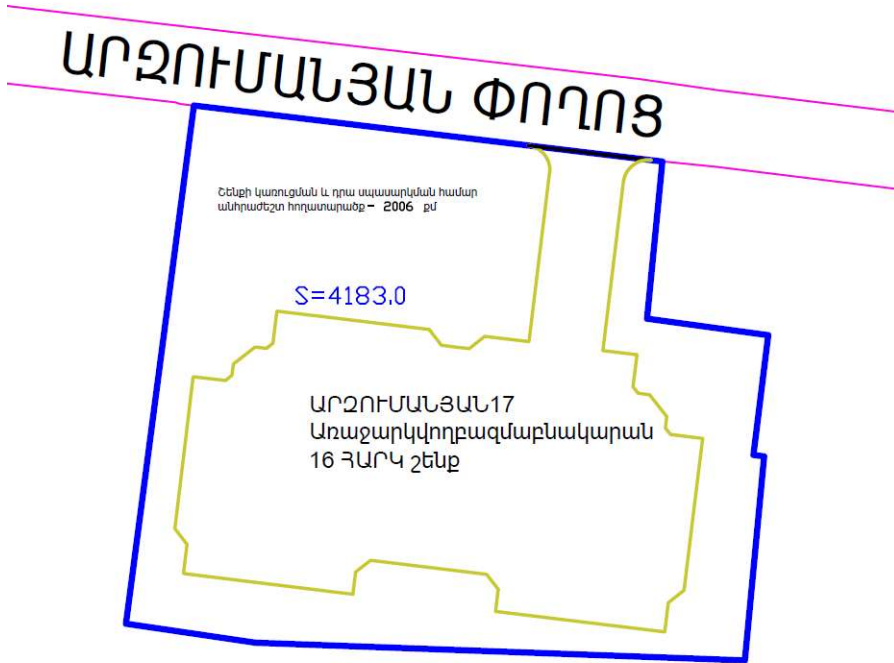 ԱՐԶՈՒՄԱՆՅԱՆ ՓՈՂՈՑ
Շենքի կառուցման և դրա սպասարկման համար
անհրաժեշտ հողատարածք – 2006 քմ
S=4183.0
ԱՐԶՈՒՄԱՆՅԱՆ17
Առաջարկվողբազմաբնակարան
16 ՀԱՐԿ շենք